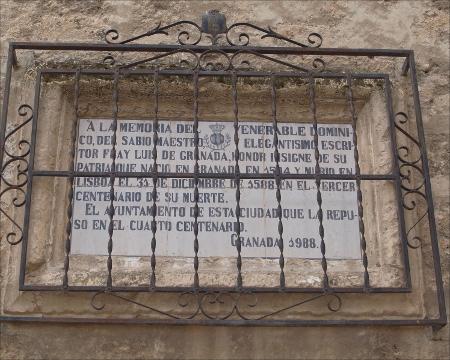 A LA MEMORIA DEL VENERABLE DOMINI-
CO, DEL SABIO MAESTRO, Y ELEGANTISIMO ESCRI-
TOR FRAY LUIS DE GRANADA, HONOR INSIGNE DE SU
PATRIA QUE NACIO EN GRANADA EN 1504 Y MURIO EN
LISBOA EL 31 DE DICIEMBRE DE 1588 EN EL TERCER
CENTENARIO DE SU MUERTE.
EL AYUNTAMIENTO DE ESTA CIUDAD QUE LA REPU-
SO EN EL CUARTO CENTENARIO.
GRANADA 1988.